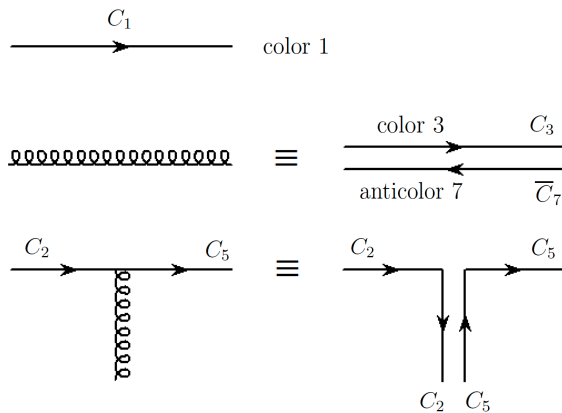 C₁
color 1
≡
color 3 C₃
anticolor 7 C̅₇
C₂ C₅ ≡ C₂ C₅
C₂ C₅